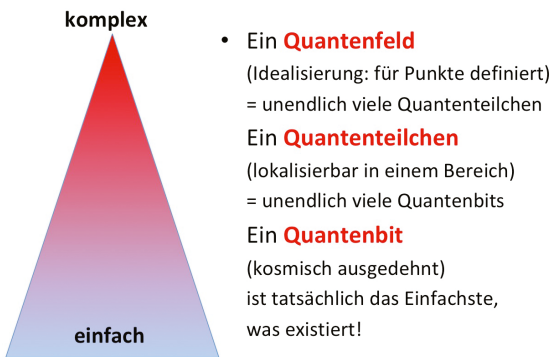 komplex
einfach
• Ein Quantenfeld
(Idealisierung: für Punkte definiert)
= unendlich viele Quantenteilchen
Ein Quantenteilchen
(lokalisierbar in einem Bereich)
= unendlich viele Quantenbits
Ein Quantenbit
(kosmisch ausgedehnt)
ist tatsächlich das Einfachste,
was existiert!